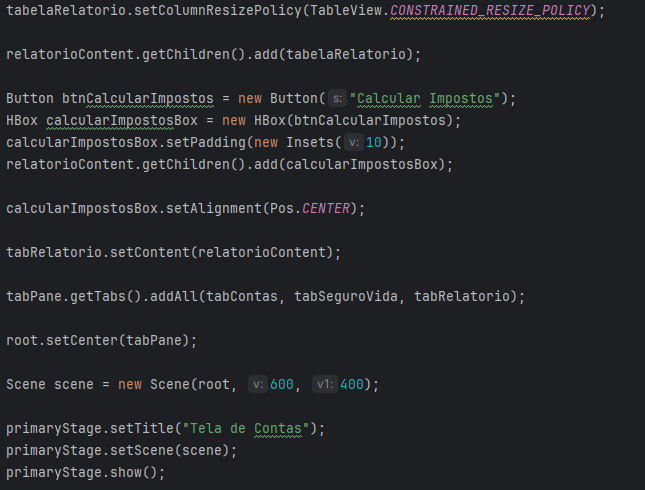 tabelaRelatorio.setColumnResizePolicy(TableView.CONSTRAINED_RESIZE_POLICY);
relatorioContent.getChildren().add(tabelaRelatorio);
Button btnCalcularImpostos = new Button( s: "Calcular Impostos");
HBox calcularImpostosBox = new HBox(btnCalcularImpostos);
calcularImpostosBox.setPadding(new Insets( v: 10));
relatorioContent.getChildren().add(calcularImpostosBox);
calcularImpostosBox.setAlignment(Pos.CENTER);
tabRelatorio.setContent(relatorioContent);
tabPane.getTabs().addAll(tabContas, tabSeguroVida, tabRelatorio);
root.setCenter(tabPane);
Scene scene = new Scene(root, v: 600, v1: 400);
primaryStage.setTitle("Tela de Contas");
primaryStage.setScene(scene);
primaryStage.show();